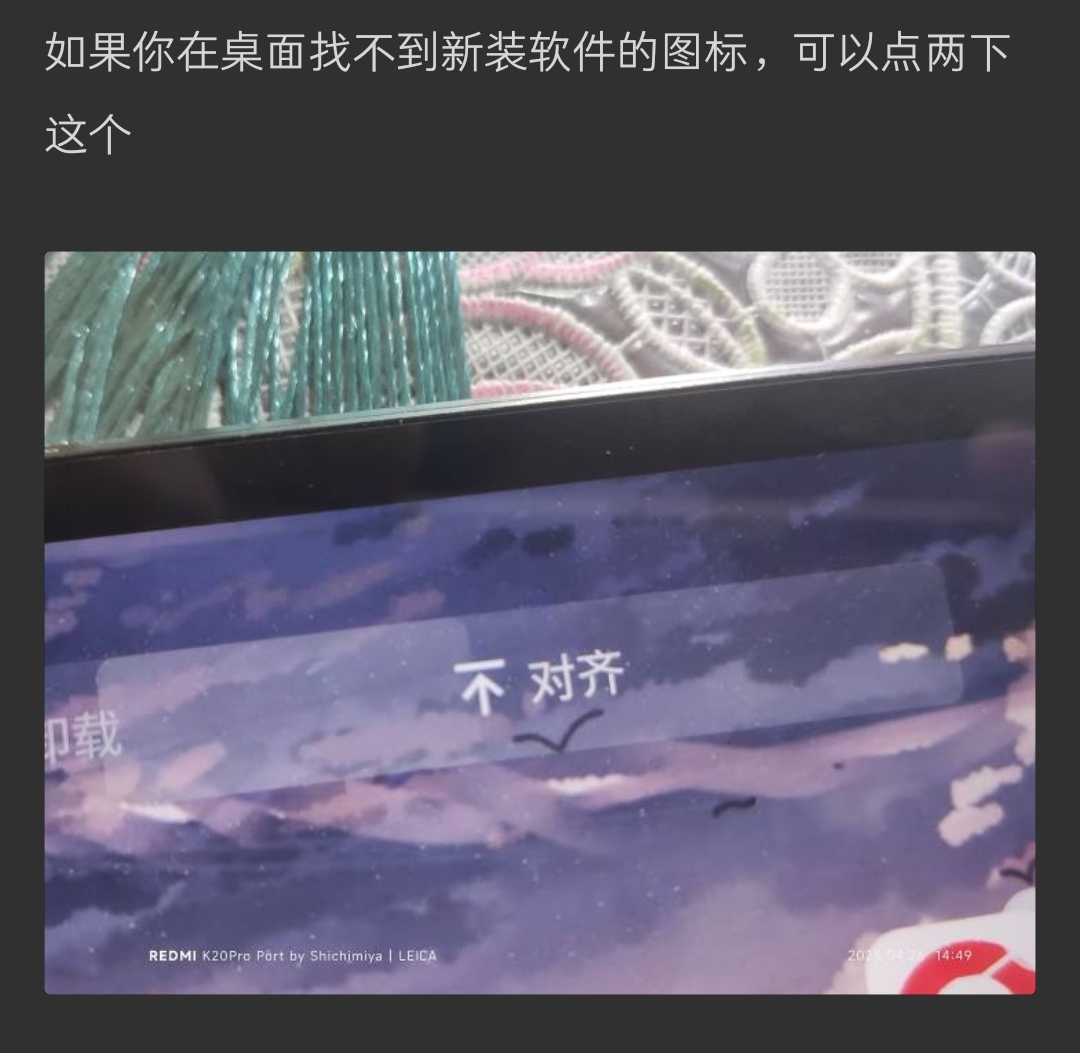 如果你在桌面找不到新装软件的图标，可以点两下
这个
对齐
卸载
REDMI K20Pro Port by Shichimiya | LEICA
14:49